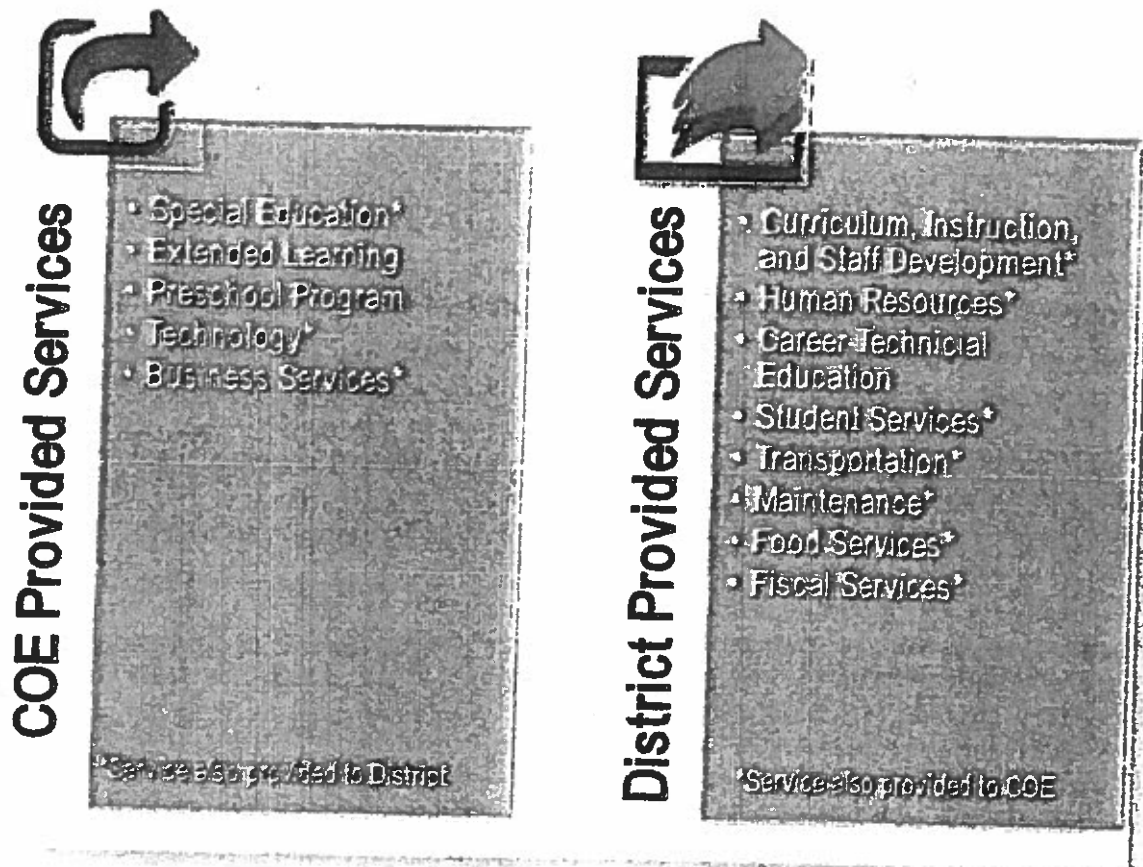 COE Provided Services
• Special Education*
• Extended Learning
• Preschool Program
• Technology*
• Business Services*
*Service also provided to District
District Provided Services
• Curriculum, Instruction,
and Staff Development*
• Human Resources*
• Career Technicial
Education
• Student Services*
• Transportation*
• Maintenance*
• Food Services*
• Fiscal Services*
*Service also provided to COE